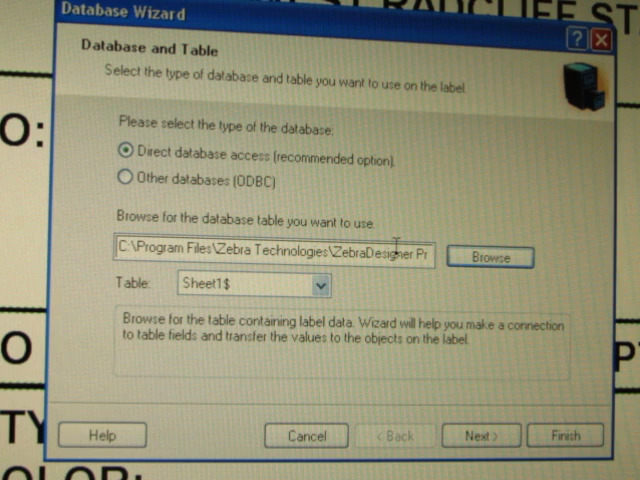 RADCLIFF ST
Database Wizard
Database and Table
Select the type of database and table you want to use on the label.
O:
Please select the type of the database:
Direct database access (recommended option).
Other databases (ODBC)
Browse for the database table you want to use.
C:\Program Files\Zebra Technologies\ZebraDesigner Pr
Browse
Table:
Sheet1$
Browse for the table containing label data. Wizard will help you make a connection
to table fields and transfer the values to the objects on the label.
O
P
TY
Help
Cancel
< Back
Next >
Finish
OLOR: